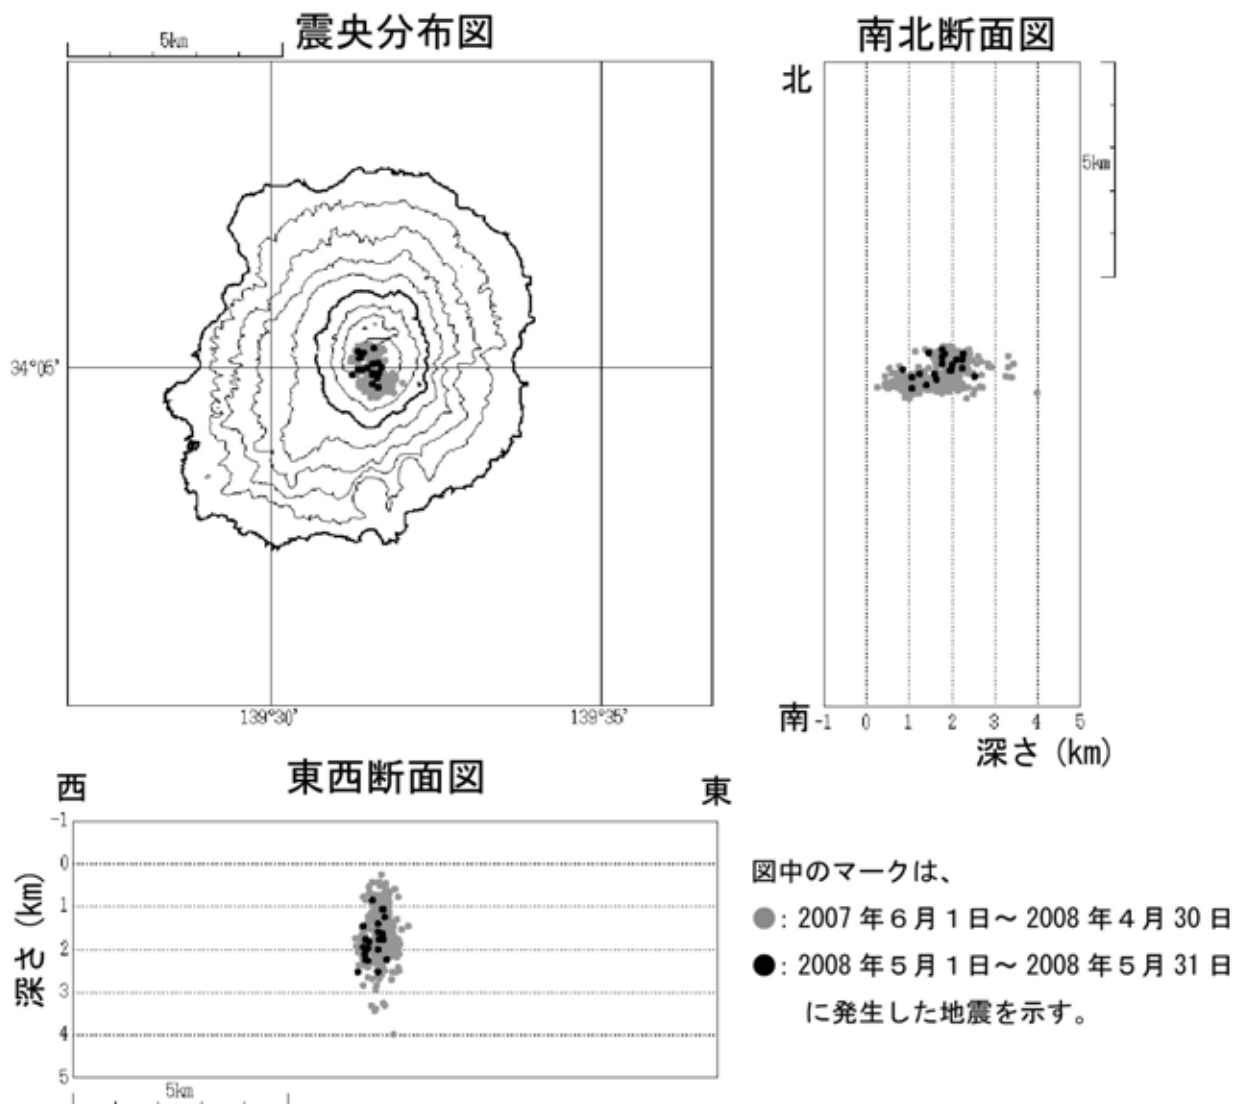 震央分布図
5km
34°05'
139°30'
139°35'
南北断面図
北
5km
南
-1 0 1 2 3 4 5
深さ (km)
東西断面図
西
東
-1
0
1
2
3
4
5
深さ (km)
5km
図中のマークは、
●: 2007 年６月１日～ 2008 年４月 30 日
●: 2008 年５月１日～ 2008 年５月 31 日
に発生した地震を示す。